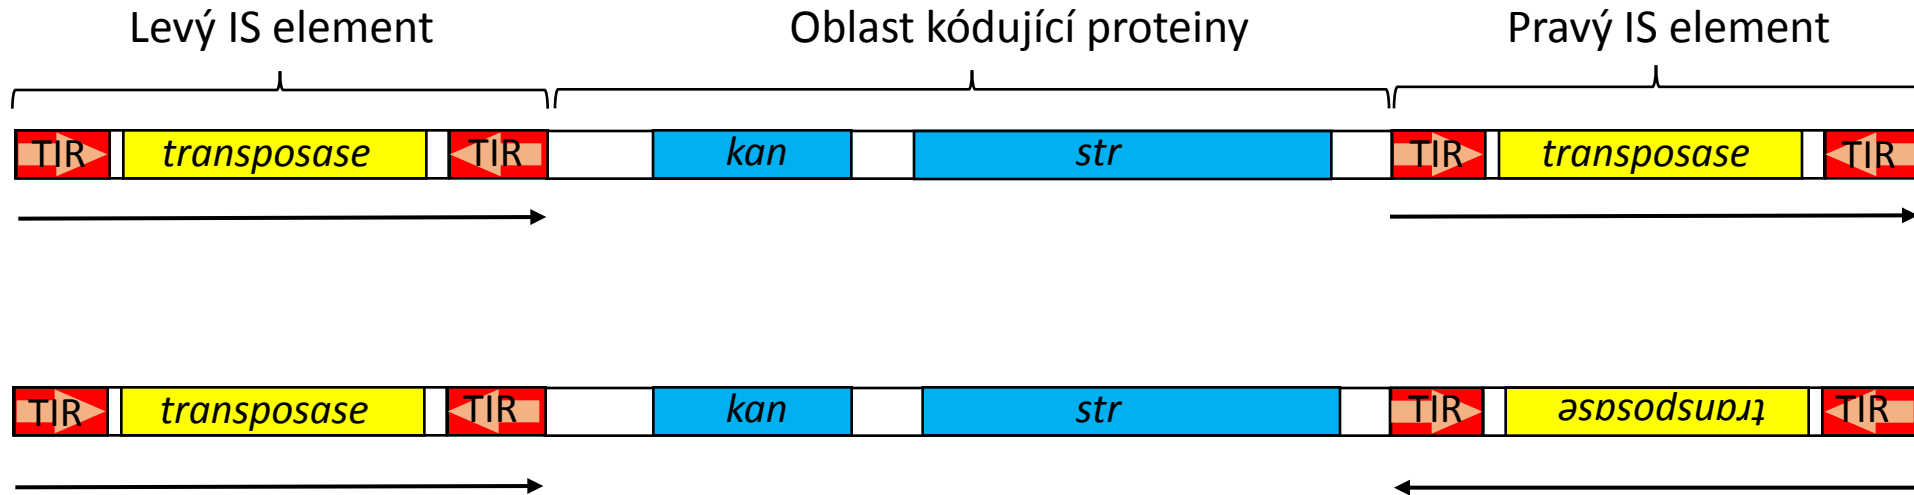 Levý IS element Oblast kódující proteiny Pravý IS element
TIR transposase TIR kan str TIR transposase TIR
TIR transposase TIR kan str TIR transposase TIR